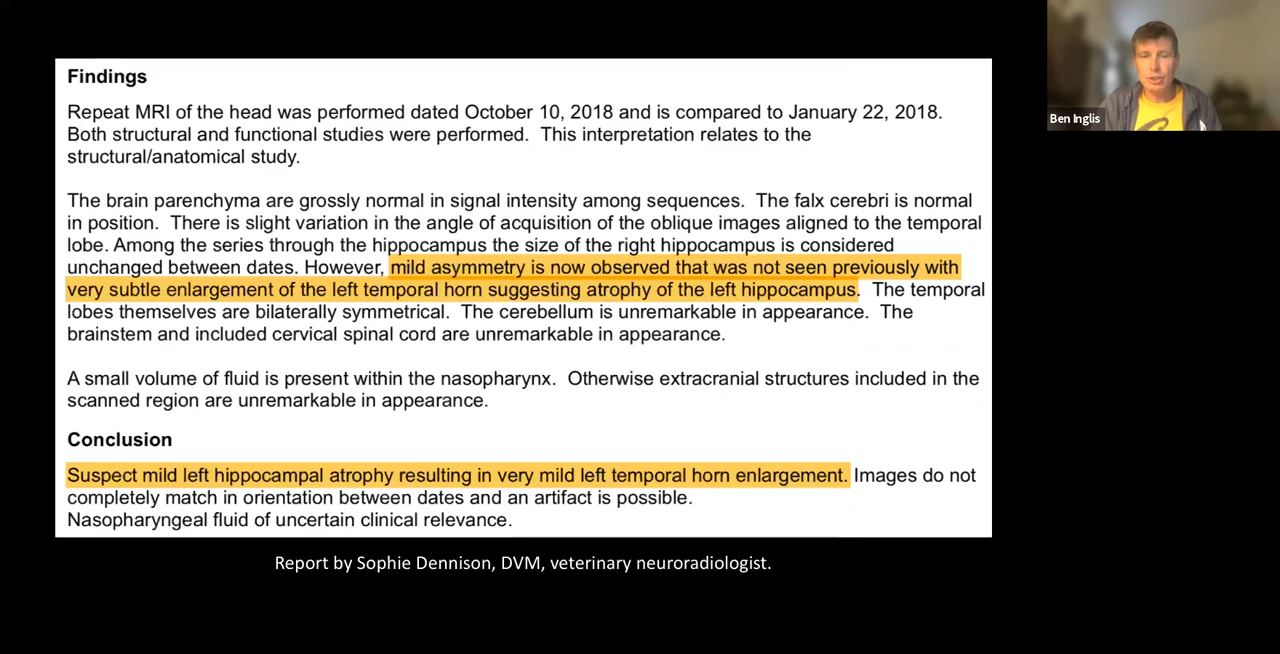 Findings
Repeat MRI of the head was performed dated October 10, 2018 and is compared to January 22, 2018.
Both structural and functional studies were performed.  This interpretation relates to the
structural/anatomical study.
The brain parenchyma are grossly normal in signal intensity among sequences.  The falx cerebri is normal
in position.  There is slight variation in the angle of acquisition of the oblique images aligned to the temporal
lobe. Among the series through the hippocampus the size of the right hippocampus is considered
unchanged between dates. However, mild asymmetry is now observed that was not seen previously with
very subtle enlargement of the left temporal horn suggesting atrophy of the left hippocampus.  The temporal
lobes themselves are bilaterally symmetrical.  The cerebellum is unremarkable in appearance.  The
brainstem and included cervical spinal cord are unremarkable in appearance.
A small volume of fluid is present within the nasopharynx.  Otherwise extracranial structures included in the
scanned region are unremarkable in appearance.
Conclusion
Suspect mild left hippocampal atrophy resulting in very mild left temporal horn enlargement. Images do not
completely match in orientation between dates and an artifact is possible.
Nasopharyngeal fluid of uncertain clinical relevance.
Report by Sophie Dennison, DVM, veterinary neuroradiologist.
Ben Inglis